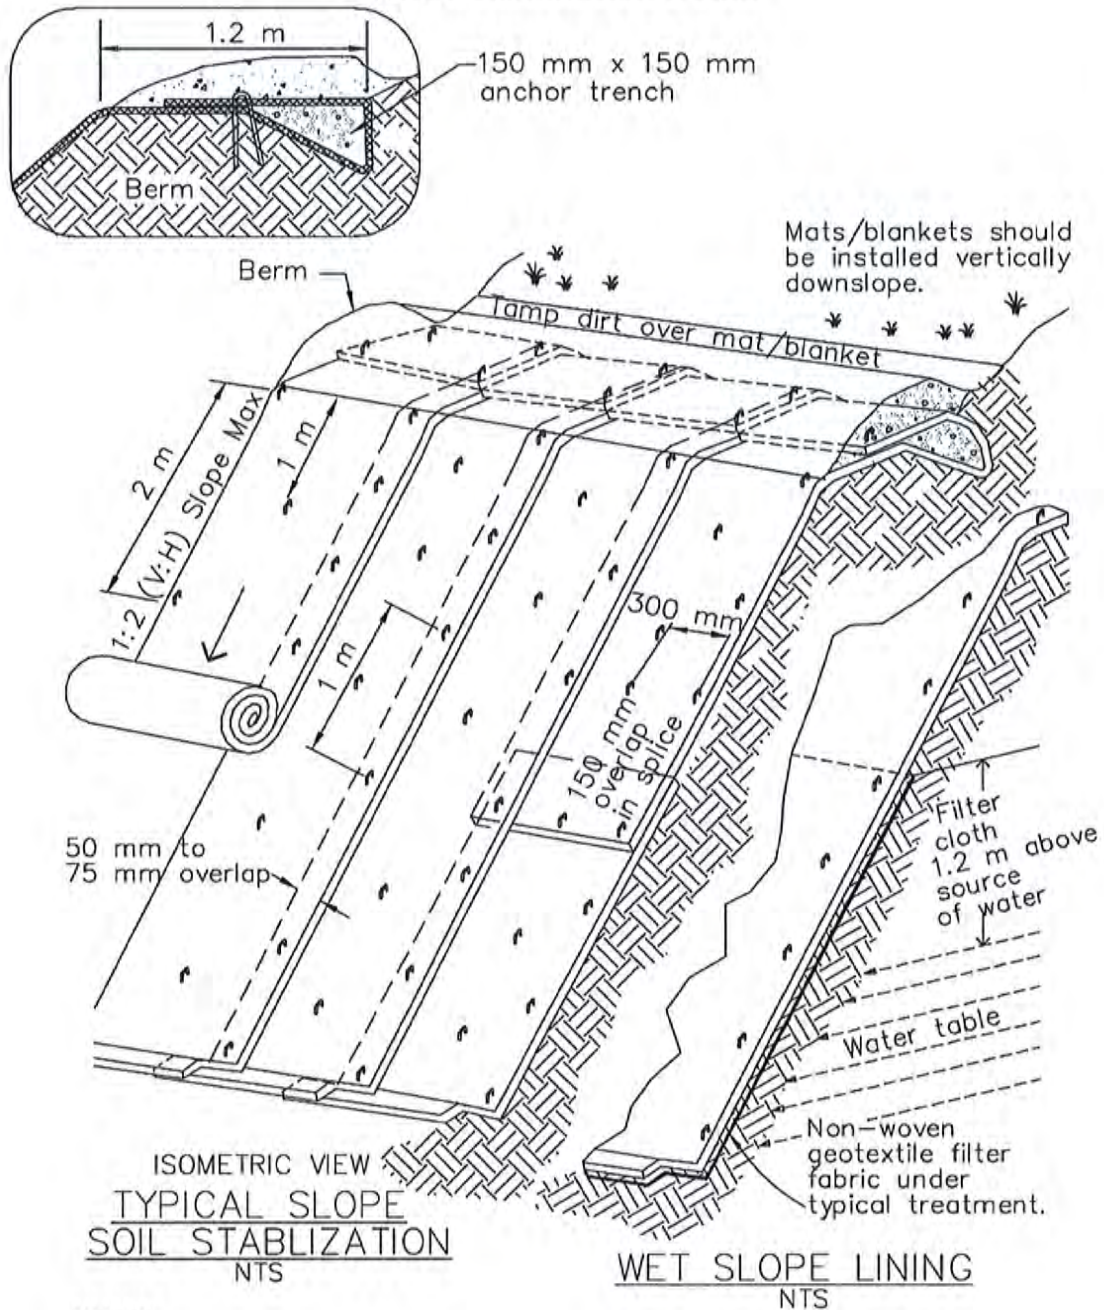 1.2 m
150 mm x 150 mm
anchor trench
Berm
Mats/blankets should
be installed vertically
downslope.
Berm
Tamp dirt over mat/blanket
2 m
1:2 (V:H) Slope Max
1 m
300 mm
1 m
150 mm
overlap
in splice
50 mm to
75 mm overlap
Filter
cloth
1.2 m above
source
of water
Water table
Non-woven
geotextile filter
fabric under
typical treatment.
ISOMETRIC VIEW
TYPICAL SLOPE
SOIL STABLIZATION
NTS
WET SLOPE LINING
NTS